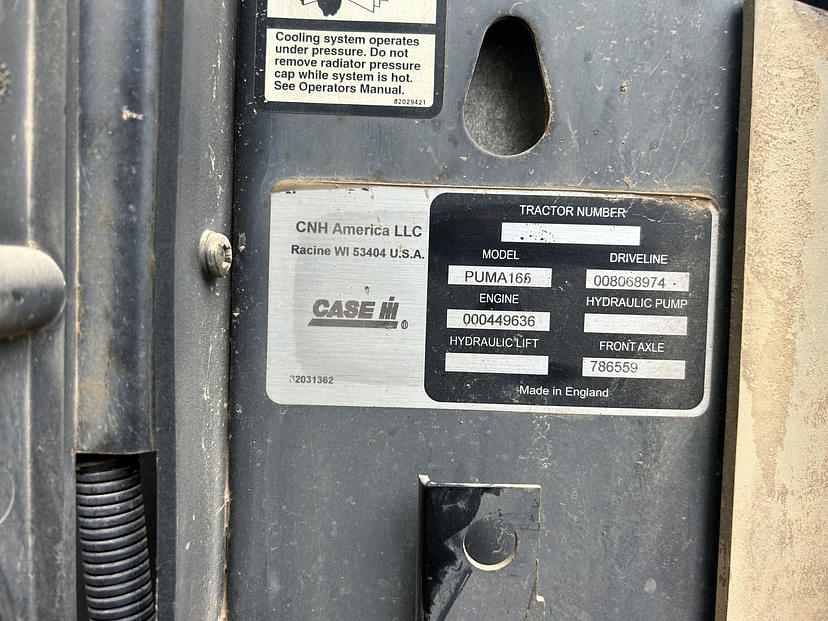 Cooling system operates
under pressure. Do not
remove radiator pressure
cap while system is hot.
See Operators Manual.
82029421
CNH America LLC
Racine WI 53404 U.S.A.
CASE IH
®
82031362
TRACTOR NUMBER
MODEL
PUMA165
DRIVELINE
008068974
ENGINE
000449636
HYDRAULIC PUMP
HYDRAULIC LIFT
FRONT AXLE
786559
Made in England